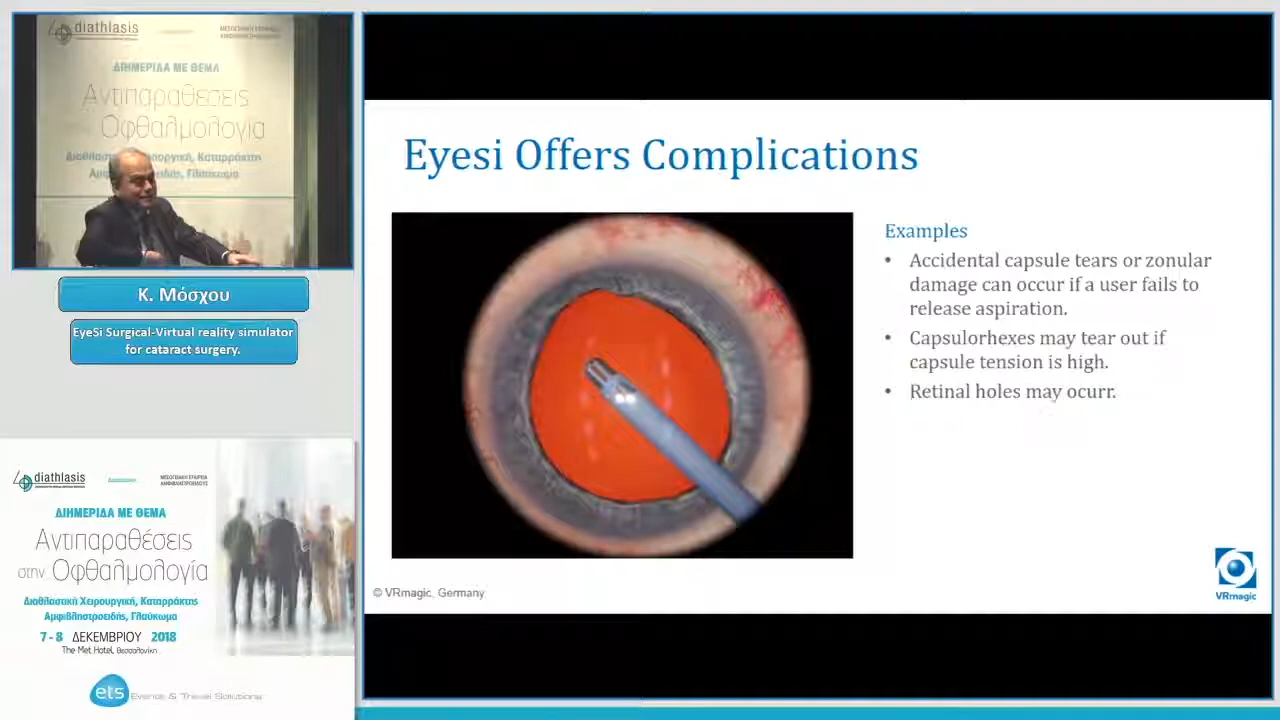 diathlasis
ΔΙΗΜΕΡΙΔΑ ΜΕ ΘΕΜΑ
Αντιπαραθέσεις
Οφθαλμολογία
Κ. Μόσχου
EyeSi Surgical-Virtual reality simulator
for cataract surgery.
diathlasis
ΜΕΣΟΓΕΙΑΚΗ ΕΤΑΙΡΕΙΑ
ΔΙΗΜΕΡΙΔΑ ΜΕ ΘΕΜΑ
Αντιπαραθέσεις
στην Οφθαλμολογία
Διαθλαστική Χειρουργική, Καταρράκτης
Αμφιβληστροειδής, Γλαύκωμα
7 - 8 ΔΕΚΕΜΒΡΙΟΥ 2018
The Met Hotel, Θεσσαλονίκη
ets Events & Travel Solutions
Eyesi Offers Complications
Examples
• Accidental capsule tears or zonular
damage can occur if a user fails to
release aspiration.
• Capsulorhexes may tear out if
capsule tension is high.
• Retinal holes may ocurr.
© VRmagic, Germany
VRmagic